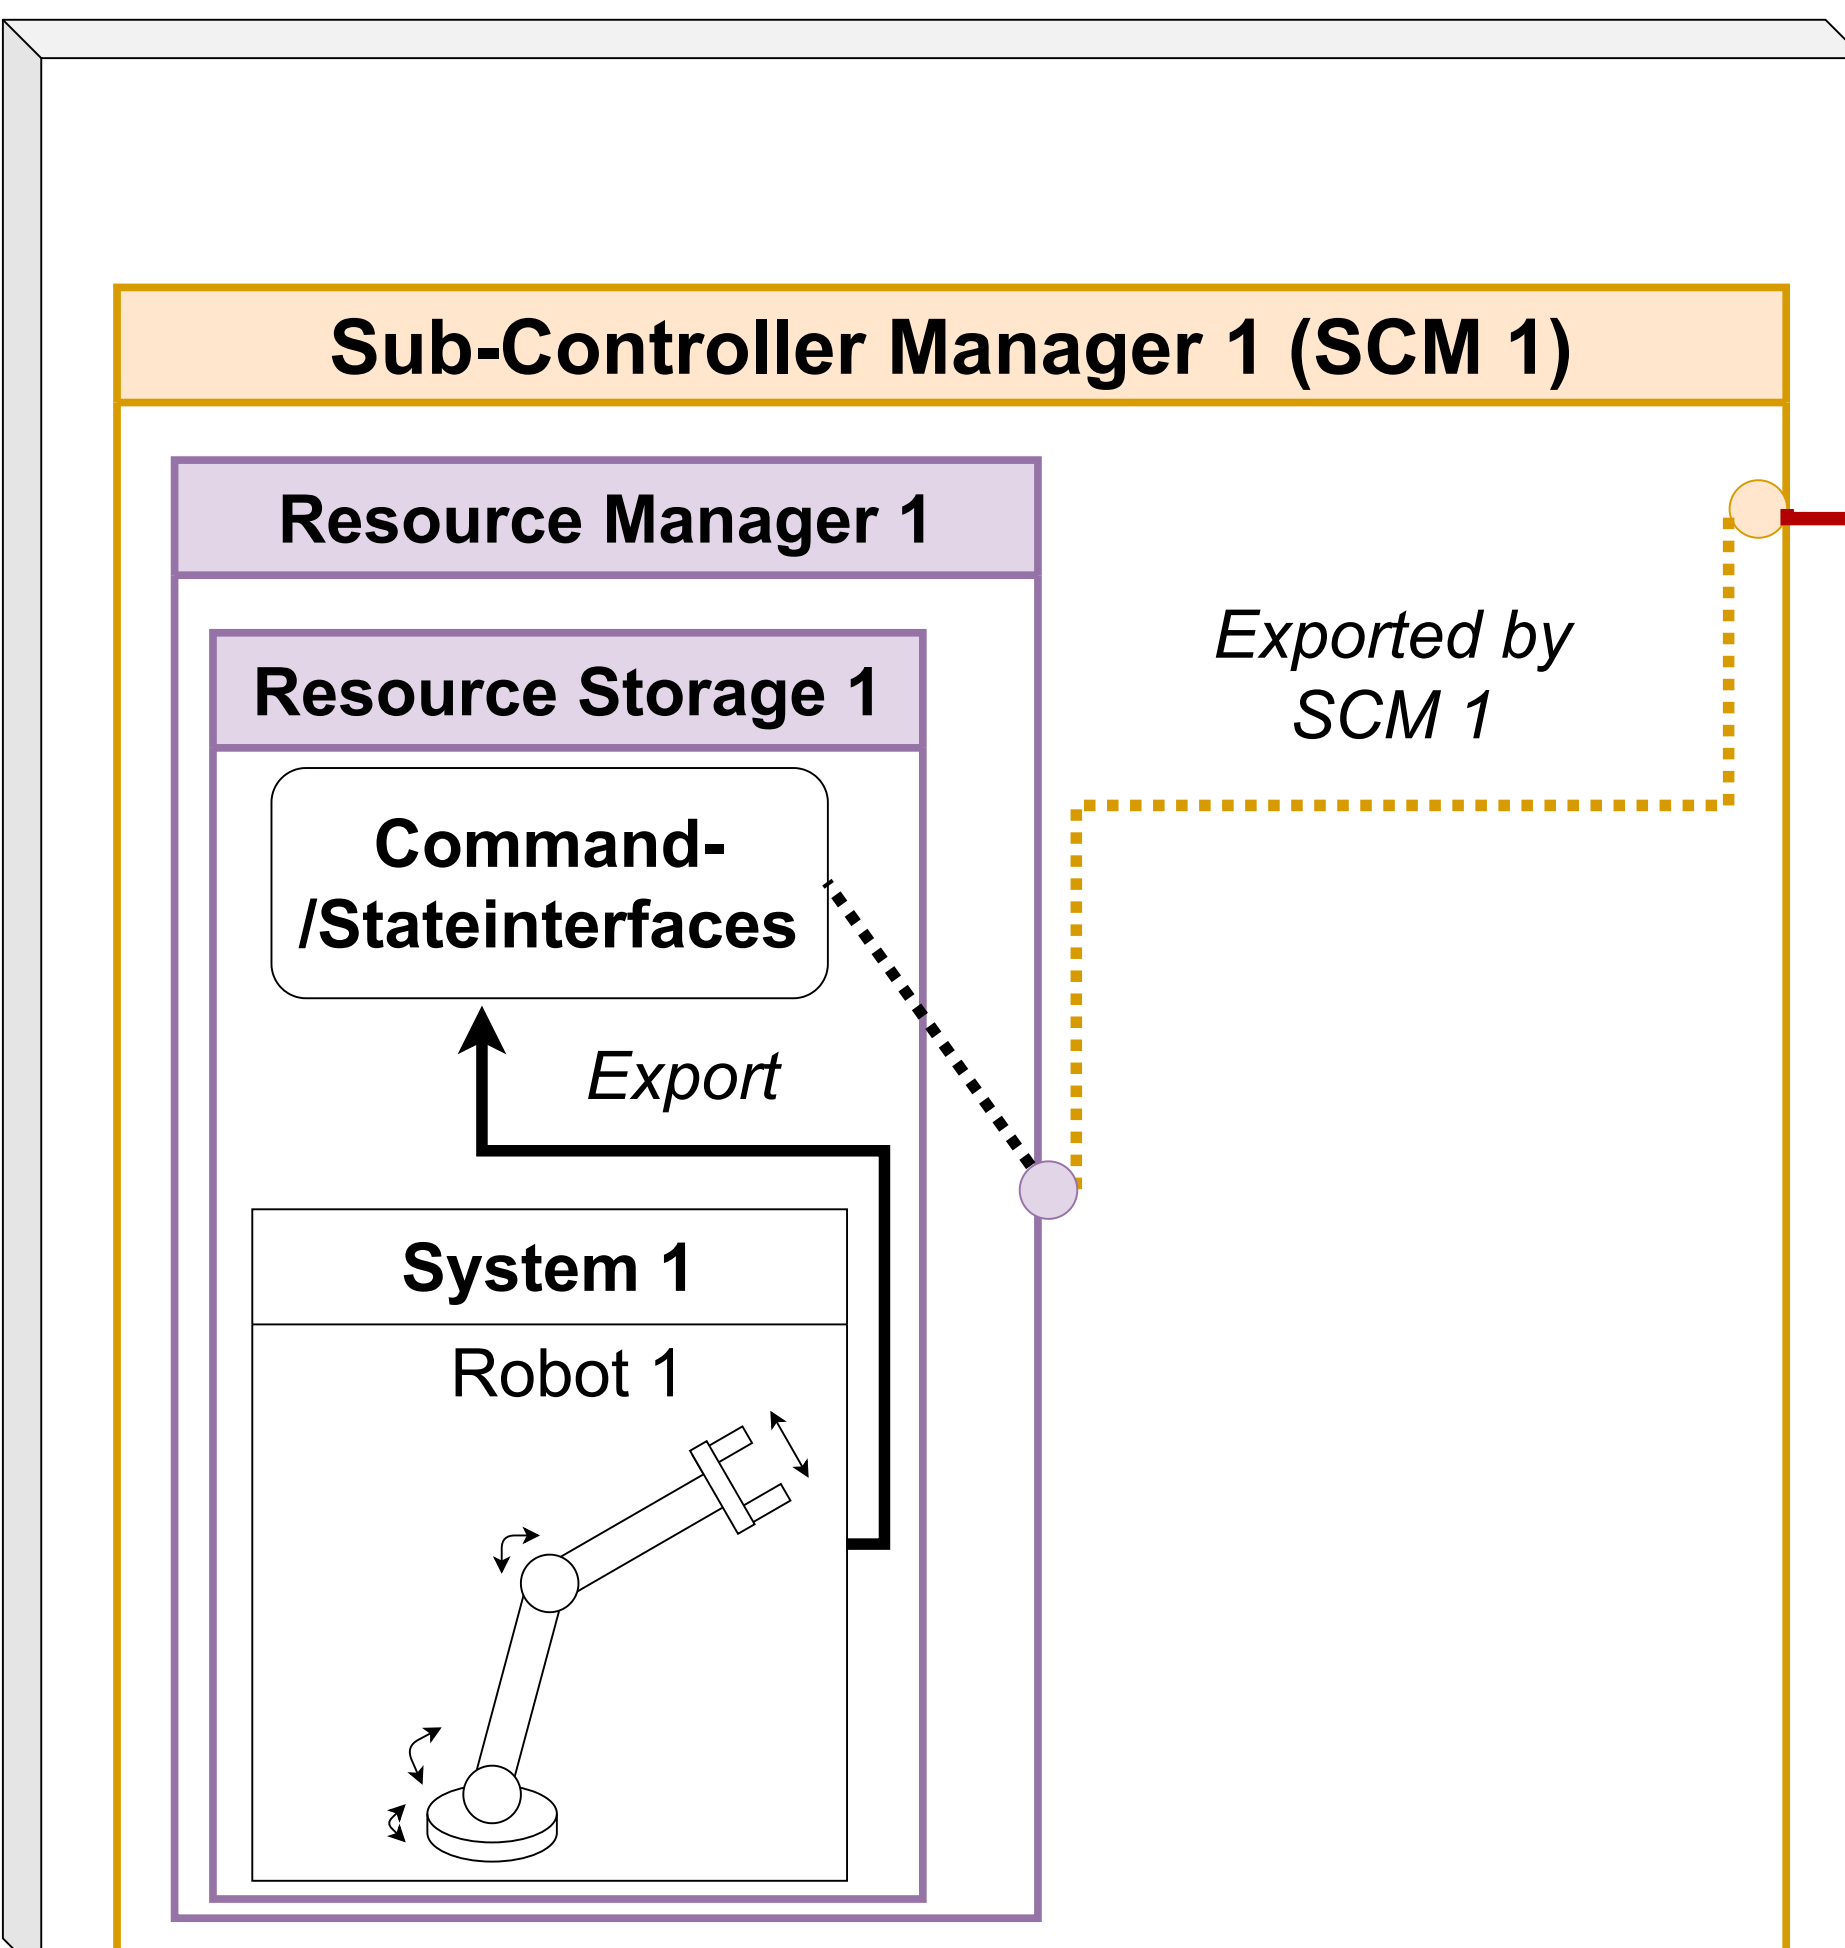 Sub-Controller Manager 1 (SCM 1)
Resource Manager 1
Exported by
SCM 1
Resource Storage 1
Command-
/Stateinterfaces
Export
System 1
Robot 1